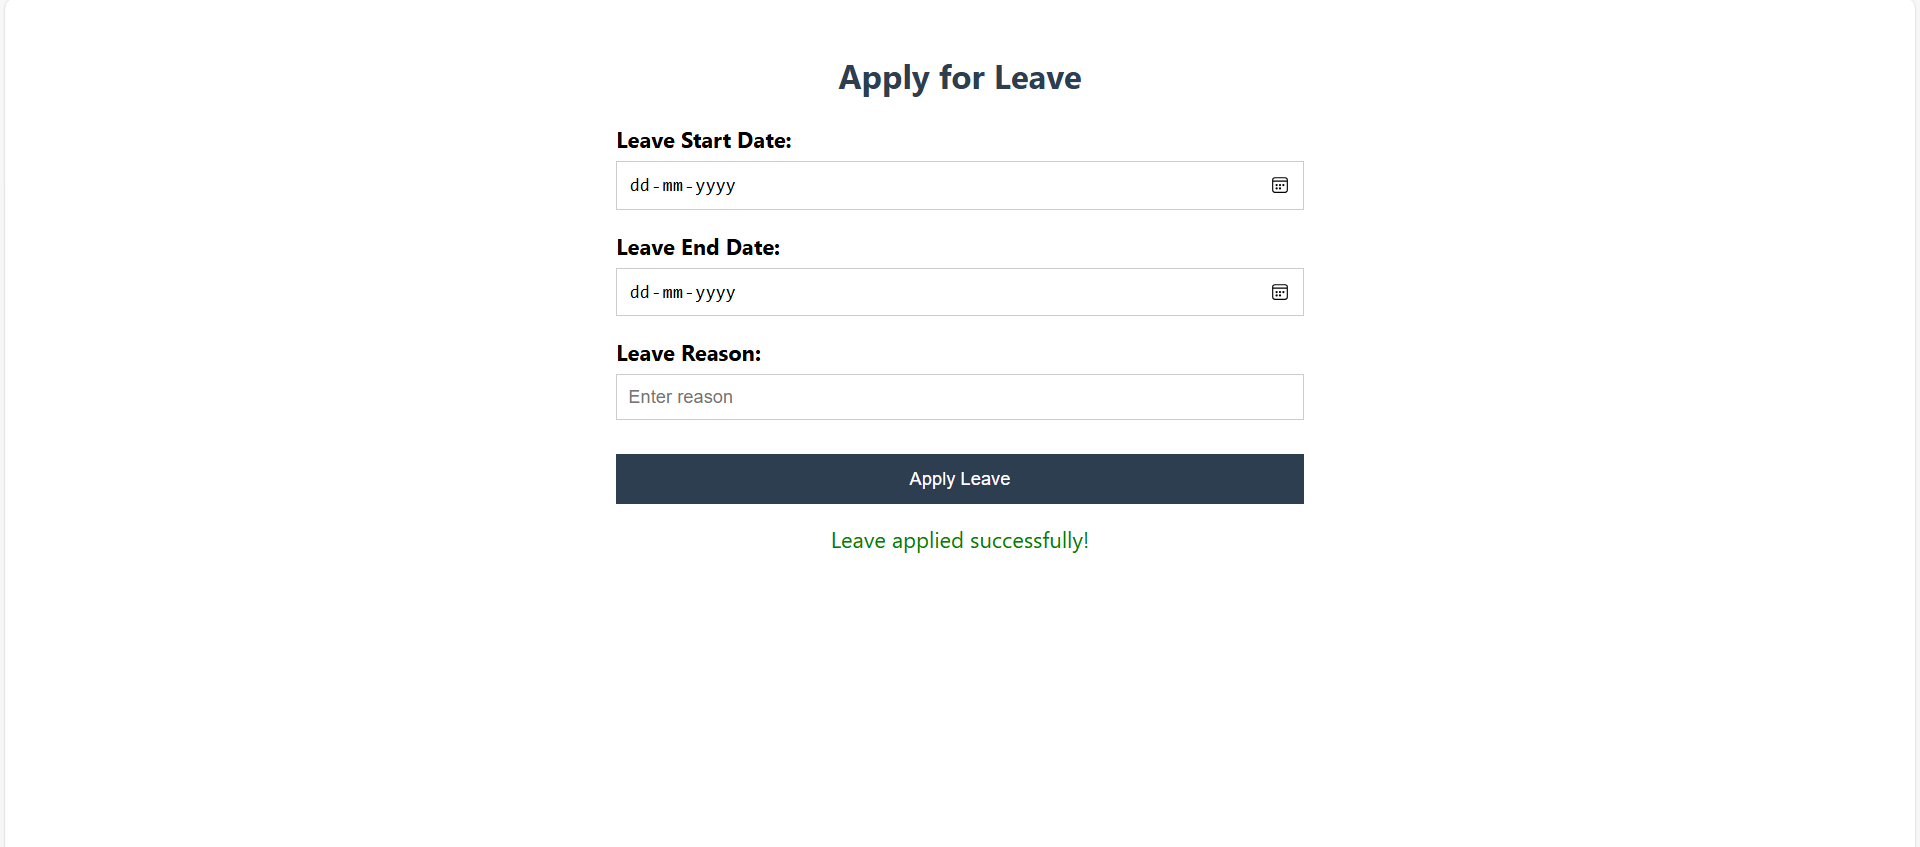 Apply for Leave
Leave Start Date:
dd-mm-yyyy
Leave End Date:
dd-mm-yyyy
Leave Reason:
Enter reason
Apply Leave
Leave applied successfully!